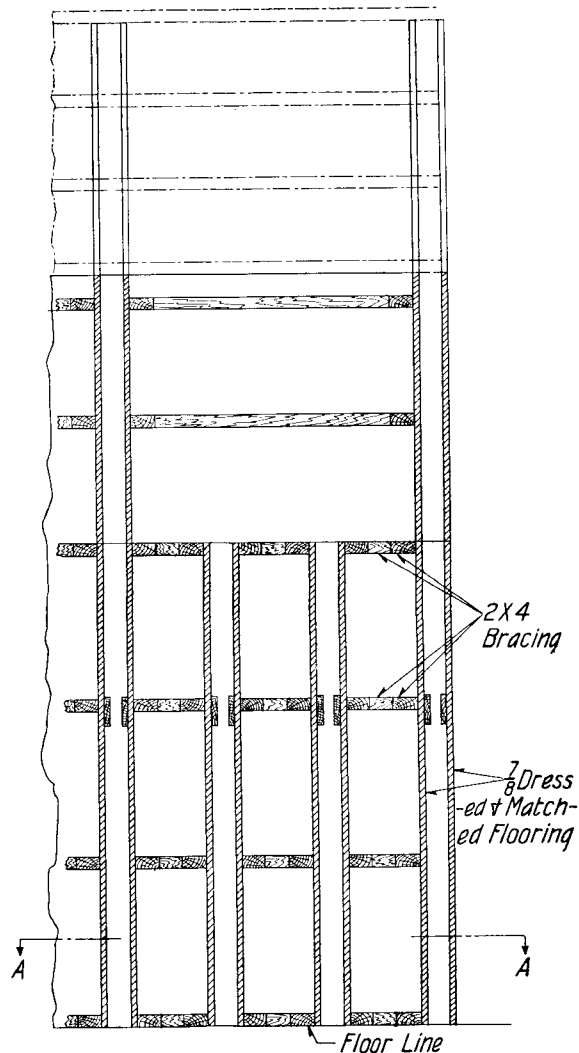 2X4
Bracing
7/8 Dress
-ed & Match-
ed Flooring
A
A
Floor Line